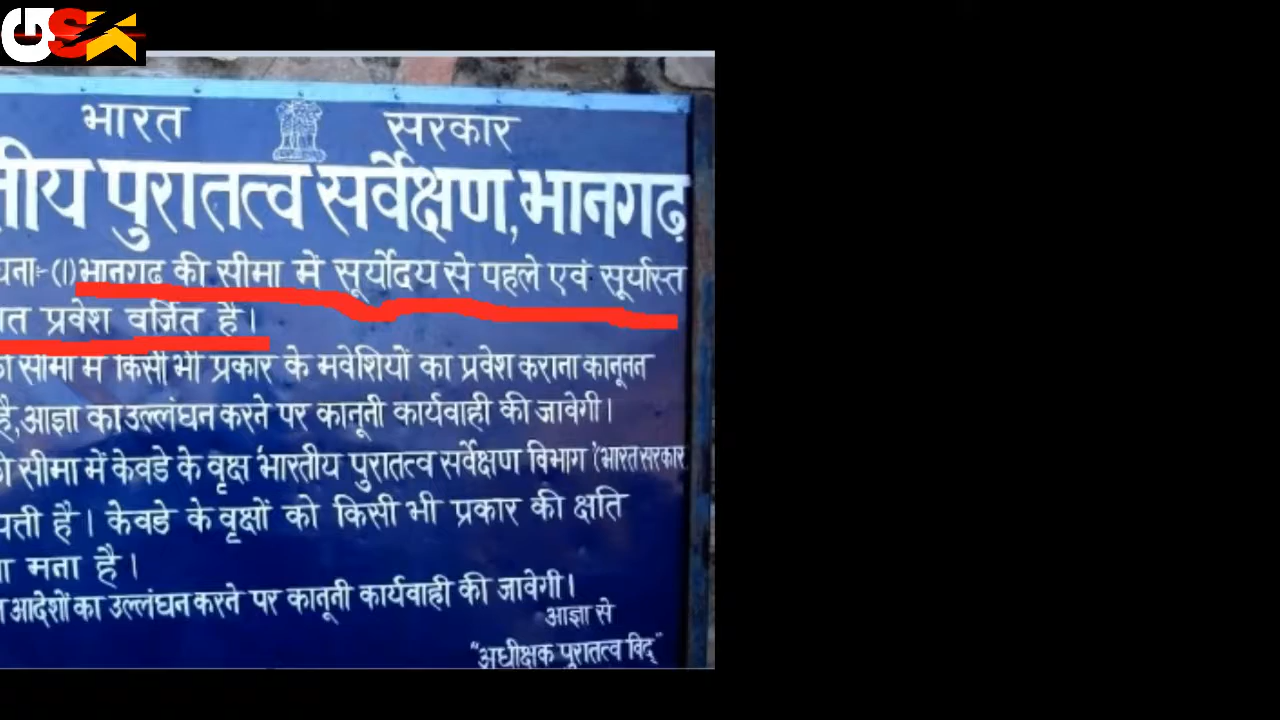 GSK
भारत सरकार
तीय पुरातत्व सर्वेक्षण, भानगढ़
चना:- (1) भानगढ की सीमा में सूर्योदय से पहले एवं सूर्यास्त
त प्रवेश वर्जित है।
सीमा में किसी भी प्रकार के मवेशियों का प्रवेश कराना कानूनत
है, आज्ञा का उल्लंघन करने पर कानूनी कार्यवाही की जावेगी।
सीमा में केवडे के वृक्ष भारतीय पुरातत्व सर्वेक्षण विभाग (भारत सरकार
है। केवडे के वृक्षों को किसी भी प्रकार की क्षति
मना है।
आदेशों का उल्लंघन करने पर कानूनी कार्यवाही की जावेगी।
आज्ञा से
"अधीक्षक पुरातत्व विद्"